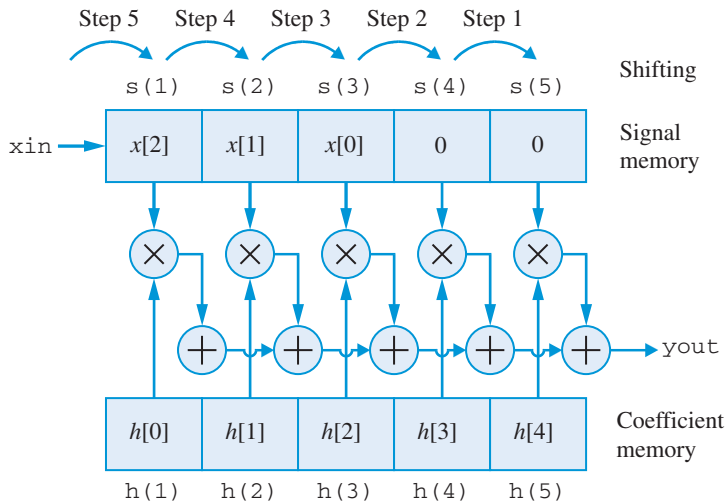 Step 5 Step 4 Step 3 Step 2 Step 1
s(1) s(2) s(3) s(4) s(5) Shifting
xin x[2] x[1] x[0] 0 0 Signal
memory
× × × × ×
+ + + + + yout
h[0] h[1] h[2] h[3] h[4] Coefficient
memory
h(1) h(2) h(3) h(4) h(5)